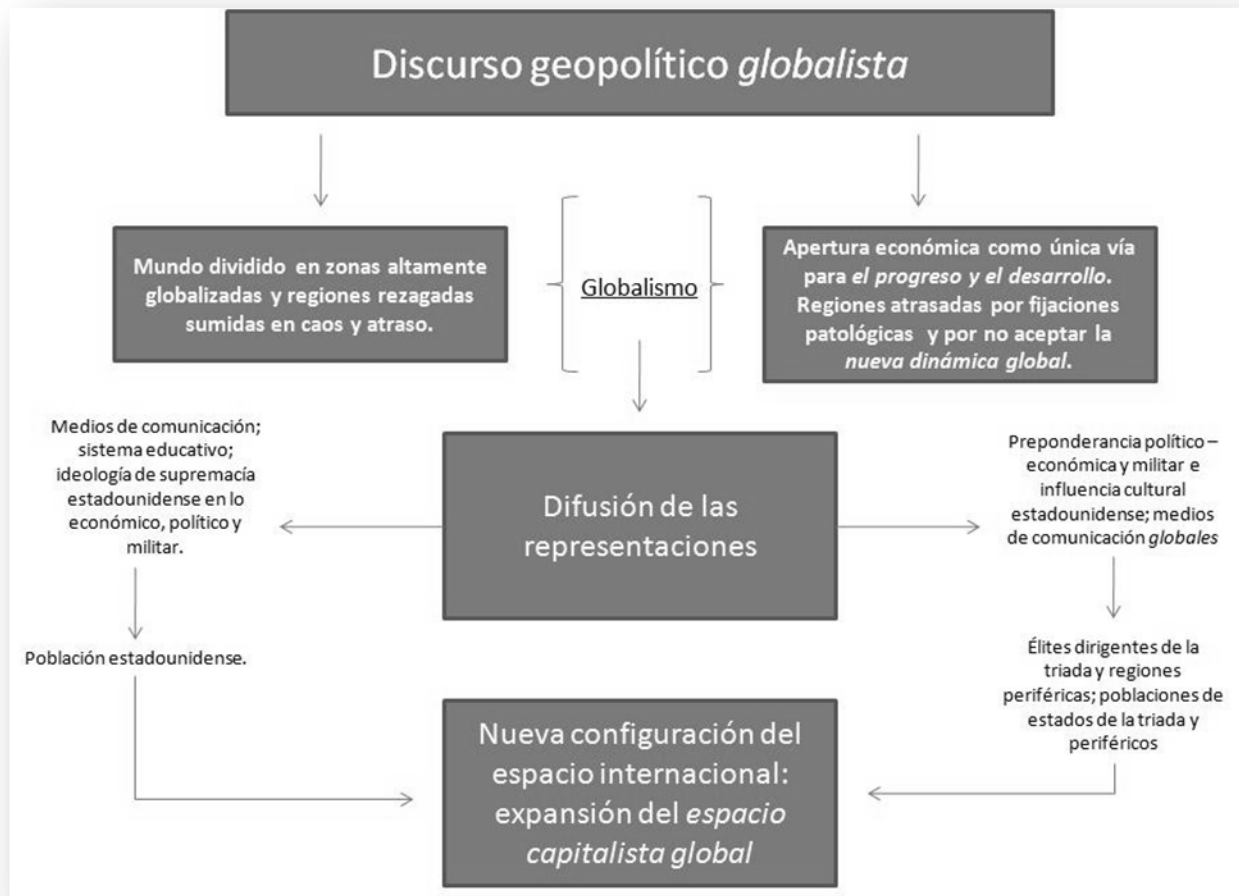 Discurso geopolítico globalista
Mundo dividido en zonas altamente
globalizadas y regiones rezagadas
sumidas en caos y atraso.
Globalismo
Apertura económica como única vía
para el progreso y el desarrollo.
Regiones atrasadas por fijaciones
patológicas y por no aceptar la
nueva dinámica global.
Medios de comunicación;
sistema educativo;
ideología de supremacía
estadounidense en lo
económico, político y
militar.
Difusión de las
representaciones
Preponderancia político –
económica y militar e
influencia cultural
estadounidense; medios
de comunicación globales
Población estadounidense.
Élites dirigentes de la
triada y regiones
periféricas; poblaciones de
estados de la triada y
periféricos
Nueva configuración del
espacio internacional:
expansión del espacio
capitalista global